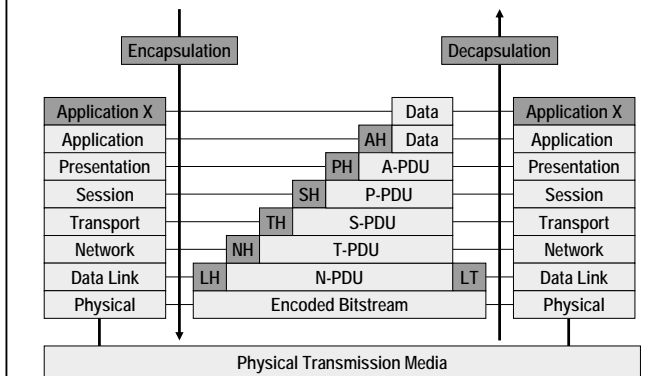 Encapsulation Decapsulation
Application X Data Application X
Application AH Data Application
Presentation PH A-PDU Presentation
Session SH P-PDU Session
Transport TH S-PDU Transport
Network NH T-PDU Network
Data Link LH N-PDU LT Data Link
Physical Encoded Bitstream Physical
Physical Transmission Media